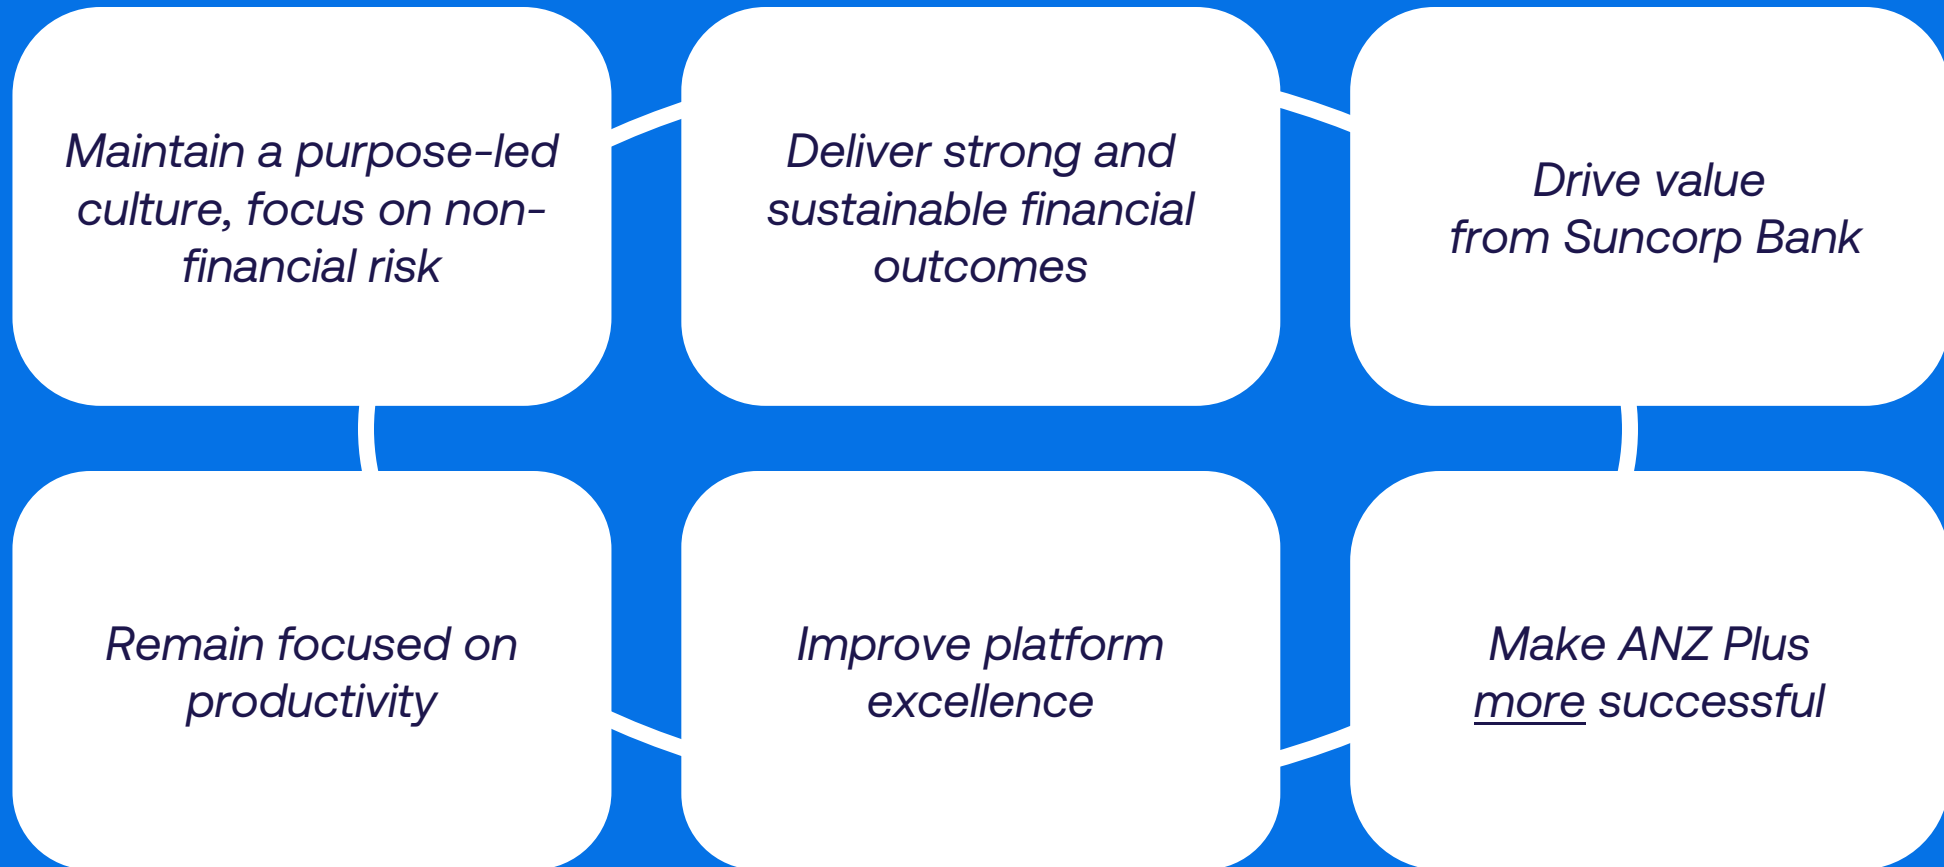 Maintain a purpose-led
culture, focus on non-
financial risk
Deliver strong and
sustainable financial
outcomes
Drive value
from Suncorp Bank
Remain focused on
productivity
Improve platform
excellence
Make ANZ Plus
more successful